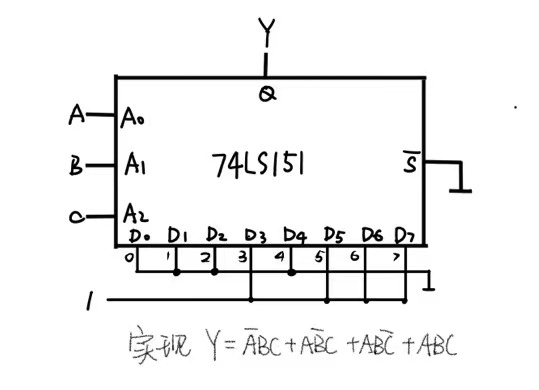 Y
Q
A A₀
B A₁ 74LS151 S̅
C A₂
D₀ D₁ D₂ D₃ D₄ D₅ D₆ D₇
0 1 2 3 4 5 6 7
1
实现 Y = A̅BC + AB̅C + ABC̅ + ABC